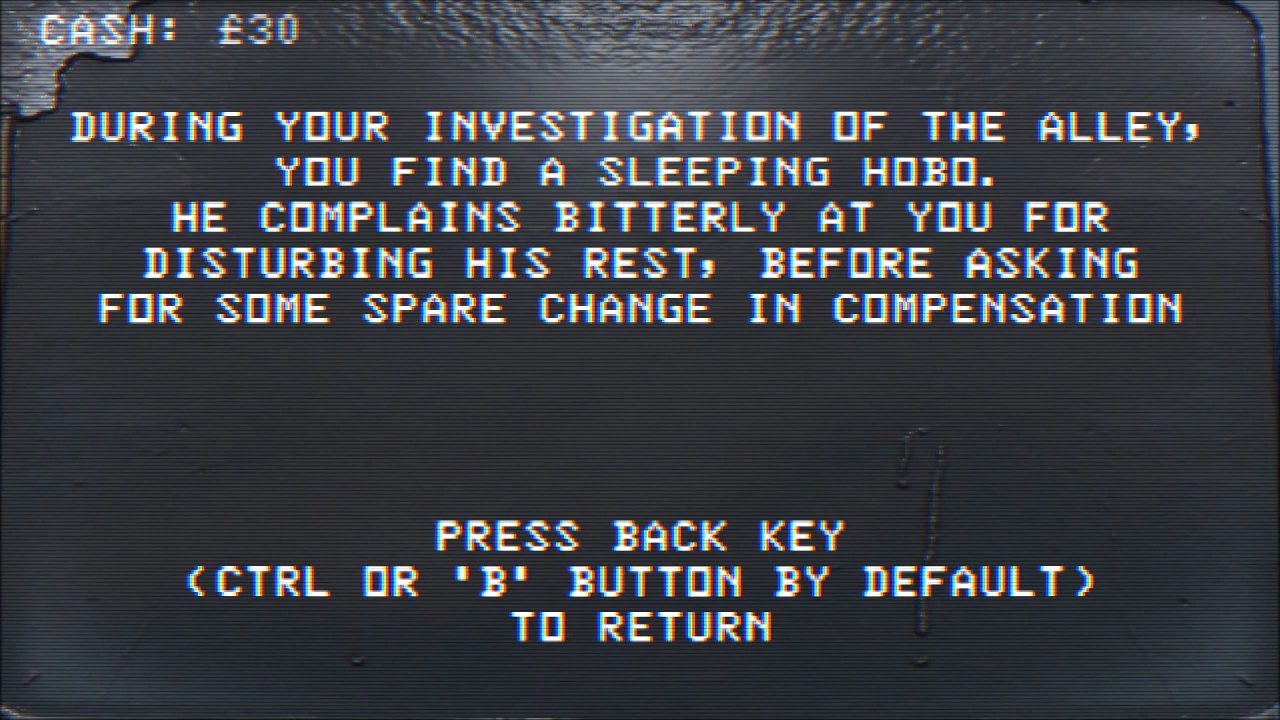 CASH: £30
DURING YOUR INVESTIGATION OF THE ALLEY,
YOU FIND A SLEEPING HOBO.
HE COMPLAINS BITTERLY AT YOU FOR
DISTURBING HIS REST, BEFORE ASKING
FOR SOME SPARE CHANGE IN COMPENSATION
PRESS BACK KEY
(CTRL OR 'B' BUTTON BY DEFAULT)
TO RETURN